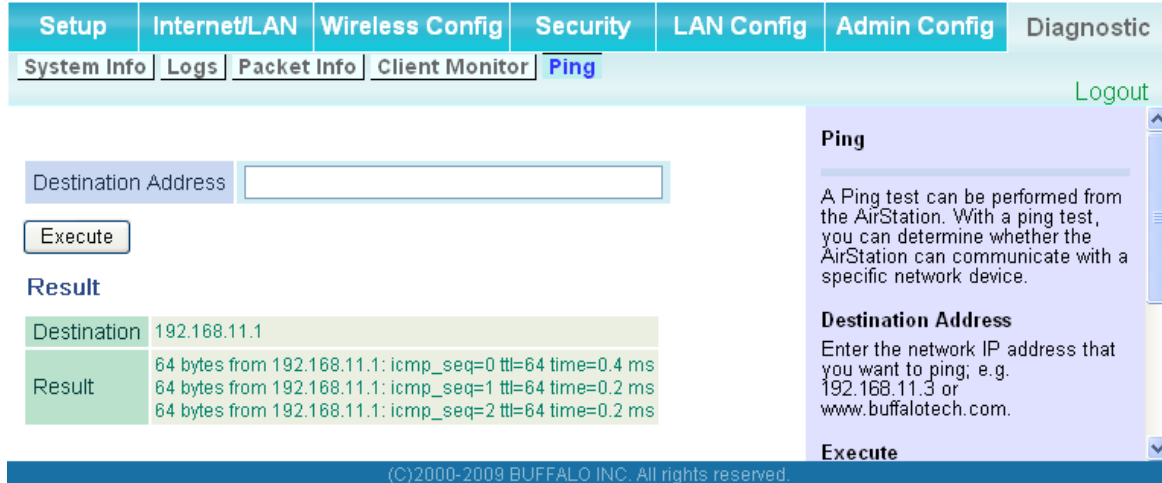 Setup Internet/LAN Wireless Config Security LAN Config Admin Config Diagnostic
System Info Logs Packet Info Client Monitor Ping
Logout
Destination Address
Execute
Result
Destination 192.168.11.1
Result
64 bytes from 192.168.11.1: icmp_seq=0 ttl=64 time=0.4 ms
64 bytes from 192.168.11.1: icmp_seq=1 ttl=64 time=0.2 ms
64 bytes from 192.168.11.1: icmp_seq=2 ttl=64 time=0.2 ms
Ping
A Ping test can be performed from
the AirStation. With a ping test,
you can determine whether the
AirStation can communicate with a
specific network device.
Destination Address
Enter the network IP address that
you want to ping; e.g.
192.168.11.3 or
www.buffalotech.com.
Execute
(C)2000-2009 BUFFALO INC. All rights reserved.